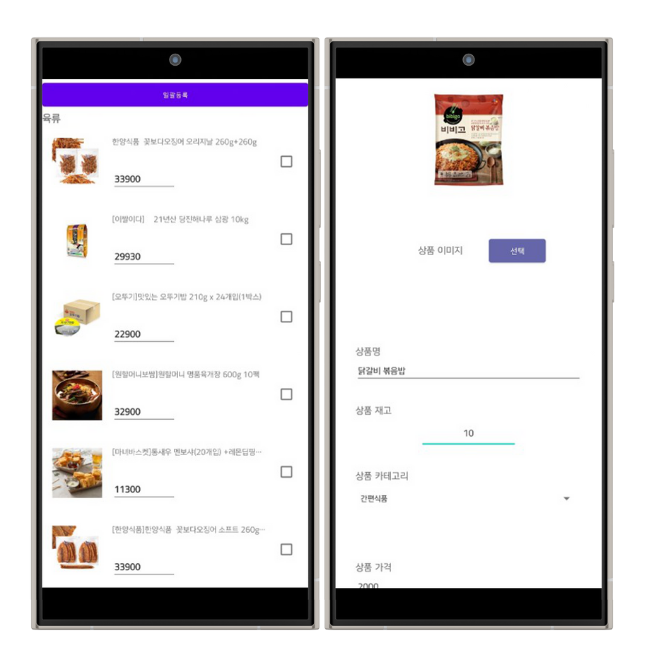 일괄등록
육류
한양식품 꽃보다오징어 오리지날 260g+260g
33900
[이쌀이다] 21년산 당진해나루 삼광 10kg
29930
[오뚜기]맛있는 오뚜기밥 210g x 24개입(1박스)
22900
[원할머니보쌈]원할머니 명품육개장 600g 10팩
32900
[마녀바스켓]통새우 멘보샤(20개입) +레몬딥핑…
11300
[한양식품]한양식품 꽃보다오징어 소프트 260g…
33900
bibigo
비비고
닭갈비 볶음밥
상품 이미지
선택
상품명
닭갈비 볶음밥
상품 재고
10
상품 카테고리
간편식품
상품 가격
2000